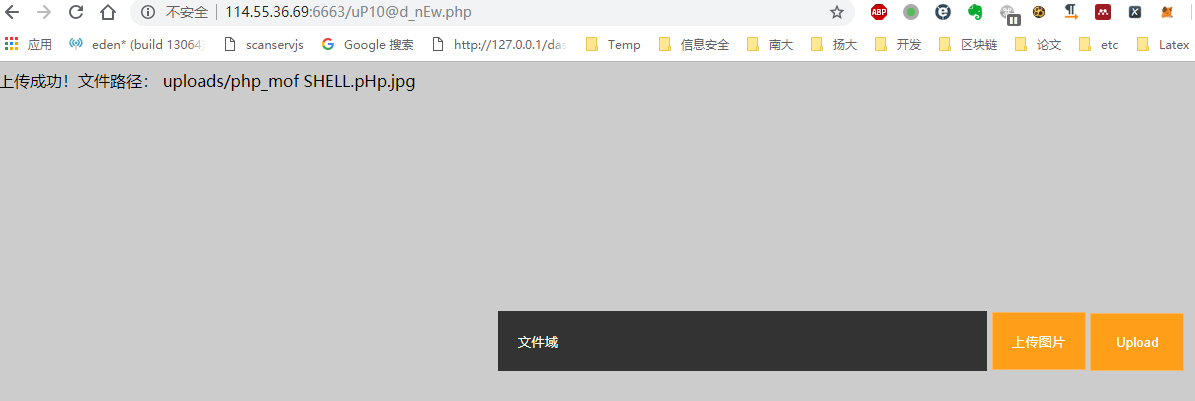 不安全 | 114.55.36.69:6663/uP10@d_nEw.php
应用 eden* (build 13064) scanservjs Google 搜索 http://127.0.0.1/das Temp 信息安全 南大 扬大 开发 区块链 论文 etc Latex
上传成功！文件路径： uploads/php_mof SHELL.pHp.jpg
文件域 上传图片 Upload